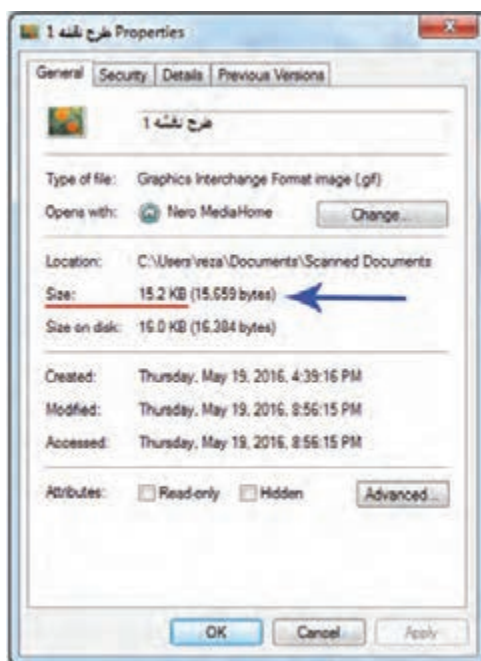 طرح نقشه 1 Properties
General Security Details Previous Versions
طرح نقشه 1
Type of file: Graphics Interchange Format image (.gif)
Opens with: Nero MediaHome Change...
Location: C:\Users\reza\Documents\Scanned Documents
Size: 15.2 KB (15,659 bytes)
Size on disk: 16.0 KB (16,384 bytes)
Created: Thursday, May 19, 2016, 4:39:16 PM
Modified: Thursday, May 19, 2016, 8:56:15 PM
Accessed: Thursday, May 19, 2016, 8:56:15 PM
Attributes: Read-only Hidden Advanced...
OK Cancel Apply